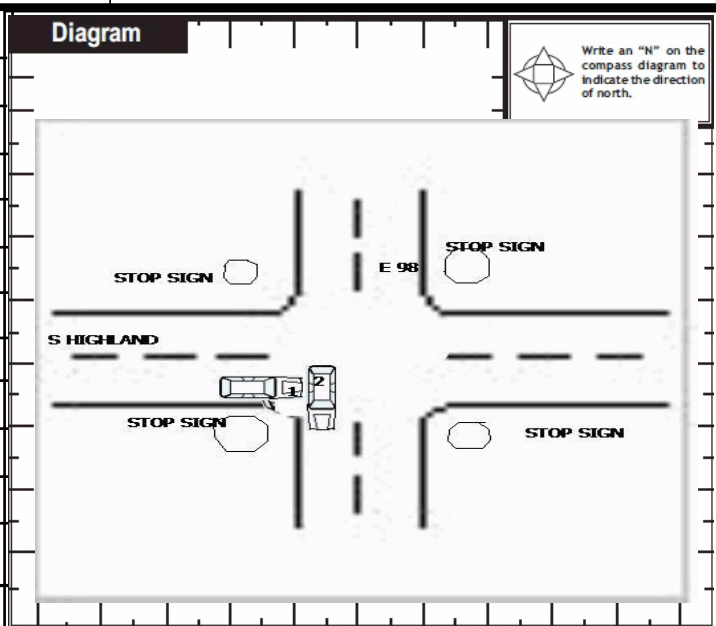 Diagram
Write an “N” on the
compass diagram to
indicate the direction
of north.
STOP SIGN
E 98
STOP SIGN
S HIGHLAND
1
2
STOP SIGN
STOP SIGN